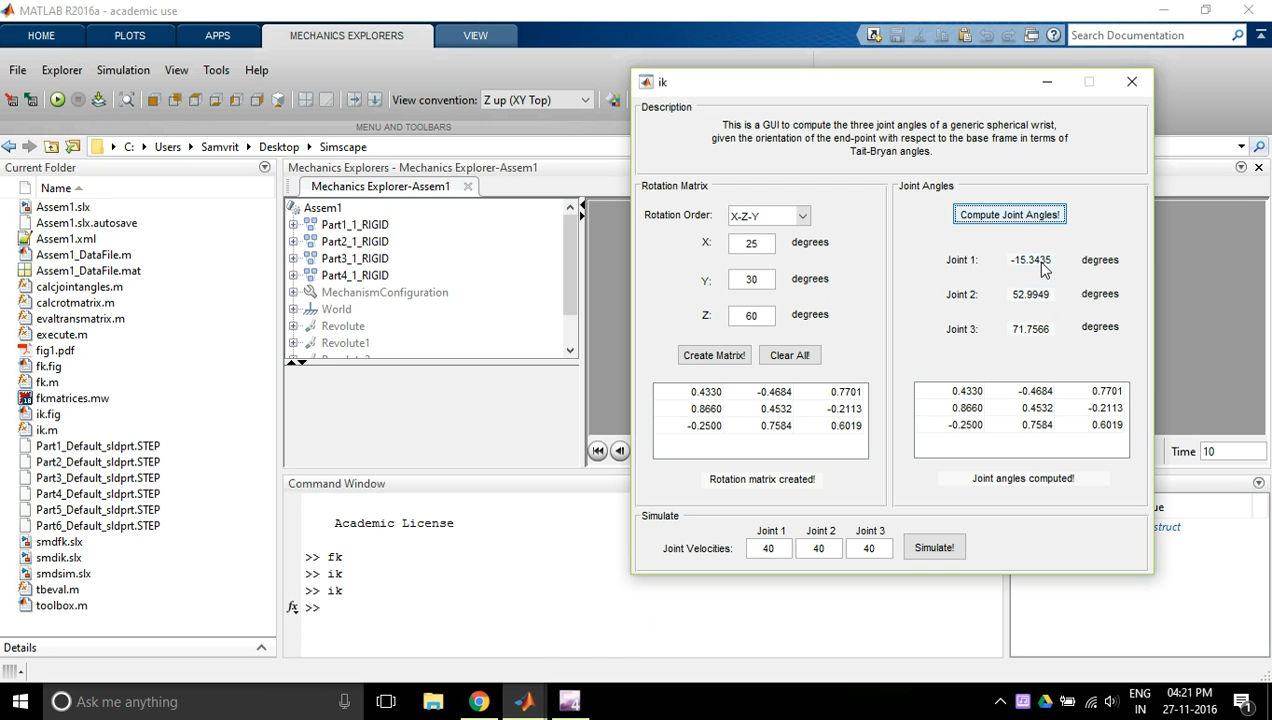 MATLAB R2016a - academic use
HOME PLOTS APPS MECHANICS EXPLORERS VIEW Search Documentation
File Explorer Simulation View Tools Help
View convention: Z up (XY Top)
MENU AND TOOLBARS
C: Users Samvrit Desktop Simscape
Current Folder
Name
Assem1.slx
Assem1.slx.autosave
Assem1.xml
Assem1_DataFile.m
Assem1_DataFile.mat
calcjointangles.m
calcrotmatrix.m
evaltransmatrix.m
execute.m
fig1.pdf
fk.fig
fk.m
fkmatrices.mw
ik.fig
ik.m
Part1_Default_sldprt.STEP
Part2_Default_sldprt.STEP
Part3_Default_sldprt.STEP
Part4_Default_sldprt.STEP
Part5_Default_sldprt.STEP
Part6_Default_sldprt.STEP
smdfk.slx
smdik.slx
smdsim.slx
tbeval.m
toolbox.m
Details
Mechanics Explorers - Mechanics Explorer-Assem1
Mechanics Explorer-Assem1
Assem1
Part1_1_RIGID
Part2_1_RIGID
Part3_1_RIGID
Part4_1_RIGID
MechanismConfiguration
World
Revolute
Revolute1
Time 10
Command Window
Academic License
>> fk
>> ik
>> ik
fx >>
ik
Description
This is a GUI to compute the three joint angles of a generic spherical wrist,
given the orientation of the end-point with respect to the base frame in terms of
Tait-Bryan angles.
Rotation Matrix
Rotation Order: X-Z-Y
X: 25 degrees
Y: 30 degrees
Z: 60 degrees
Create Matrix! Clear All!
0.4330 -0.4684 0.7701
0.8660 0.4532 -0.2113
-0.2500 0.7584 0.6019
Rotation matrix created!
Joint Angles
Compute Joint Angles!
Joint 1: -15.3435 degrees
Joint 2: 52.9949 degrees
Joint 3: 71.7566 degrees
0.4330 -0.4684 0.7701
0.8660 0.4532 -0.2113
-0.2500 0.7584 0.6019
Joint angles computed!
Simulate
Joint 1 Joint 2 Joint 3
Joint Velocities: 40 40 40 Simulate!
ue
struct
Ask me anything
ENG
IN
04:21 PM
27-11-2016
1